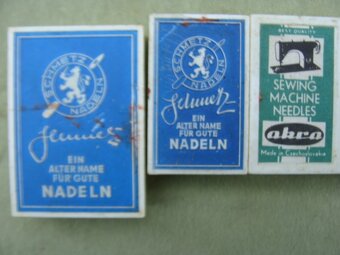 SCHMETZ
NADELN
Schmetz
EIN
ALTER NAME
FÜR GUTE
NADELN
SCHMETZ
NADELN
Schmetz
EIN
ALTER NAME
FÜR GUTE
NADELN
BEST QUALITY
SEWING
MACHINE
NEEDLES
akra
Made in Czechoslovakia